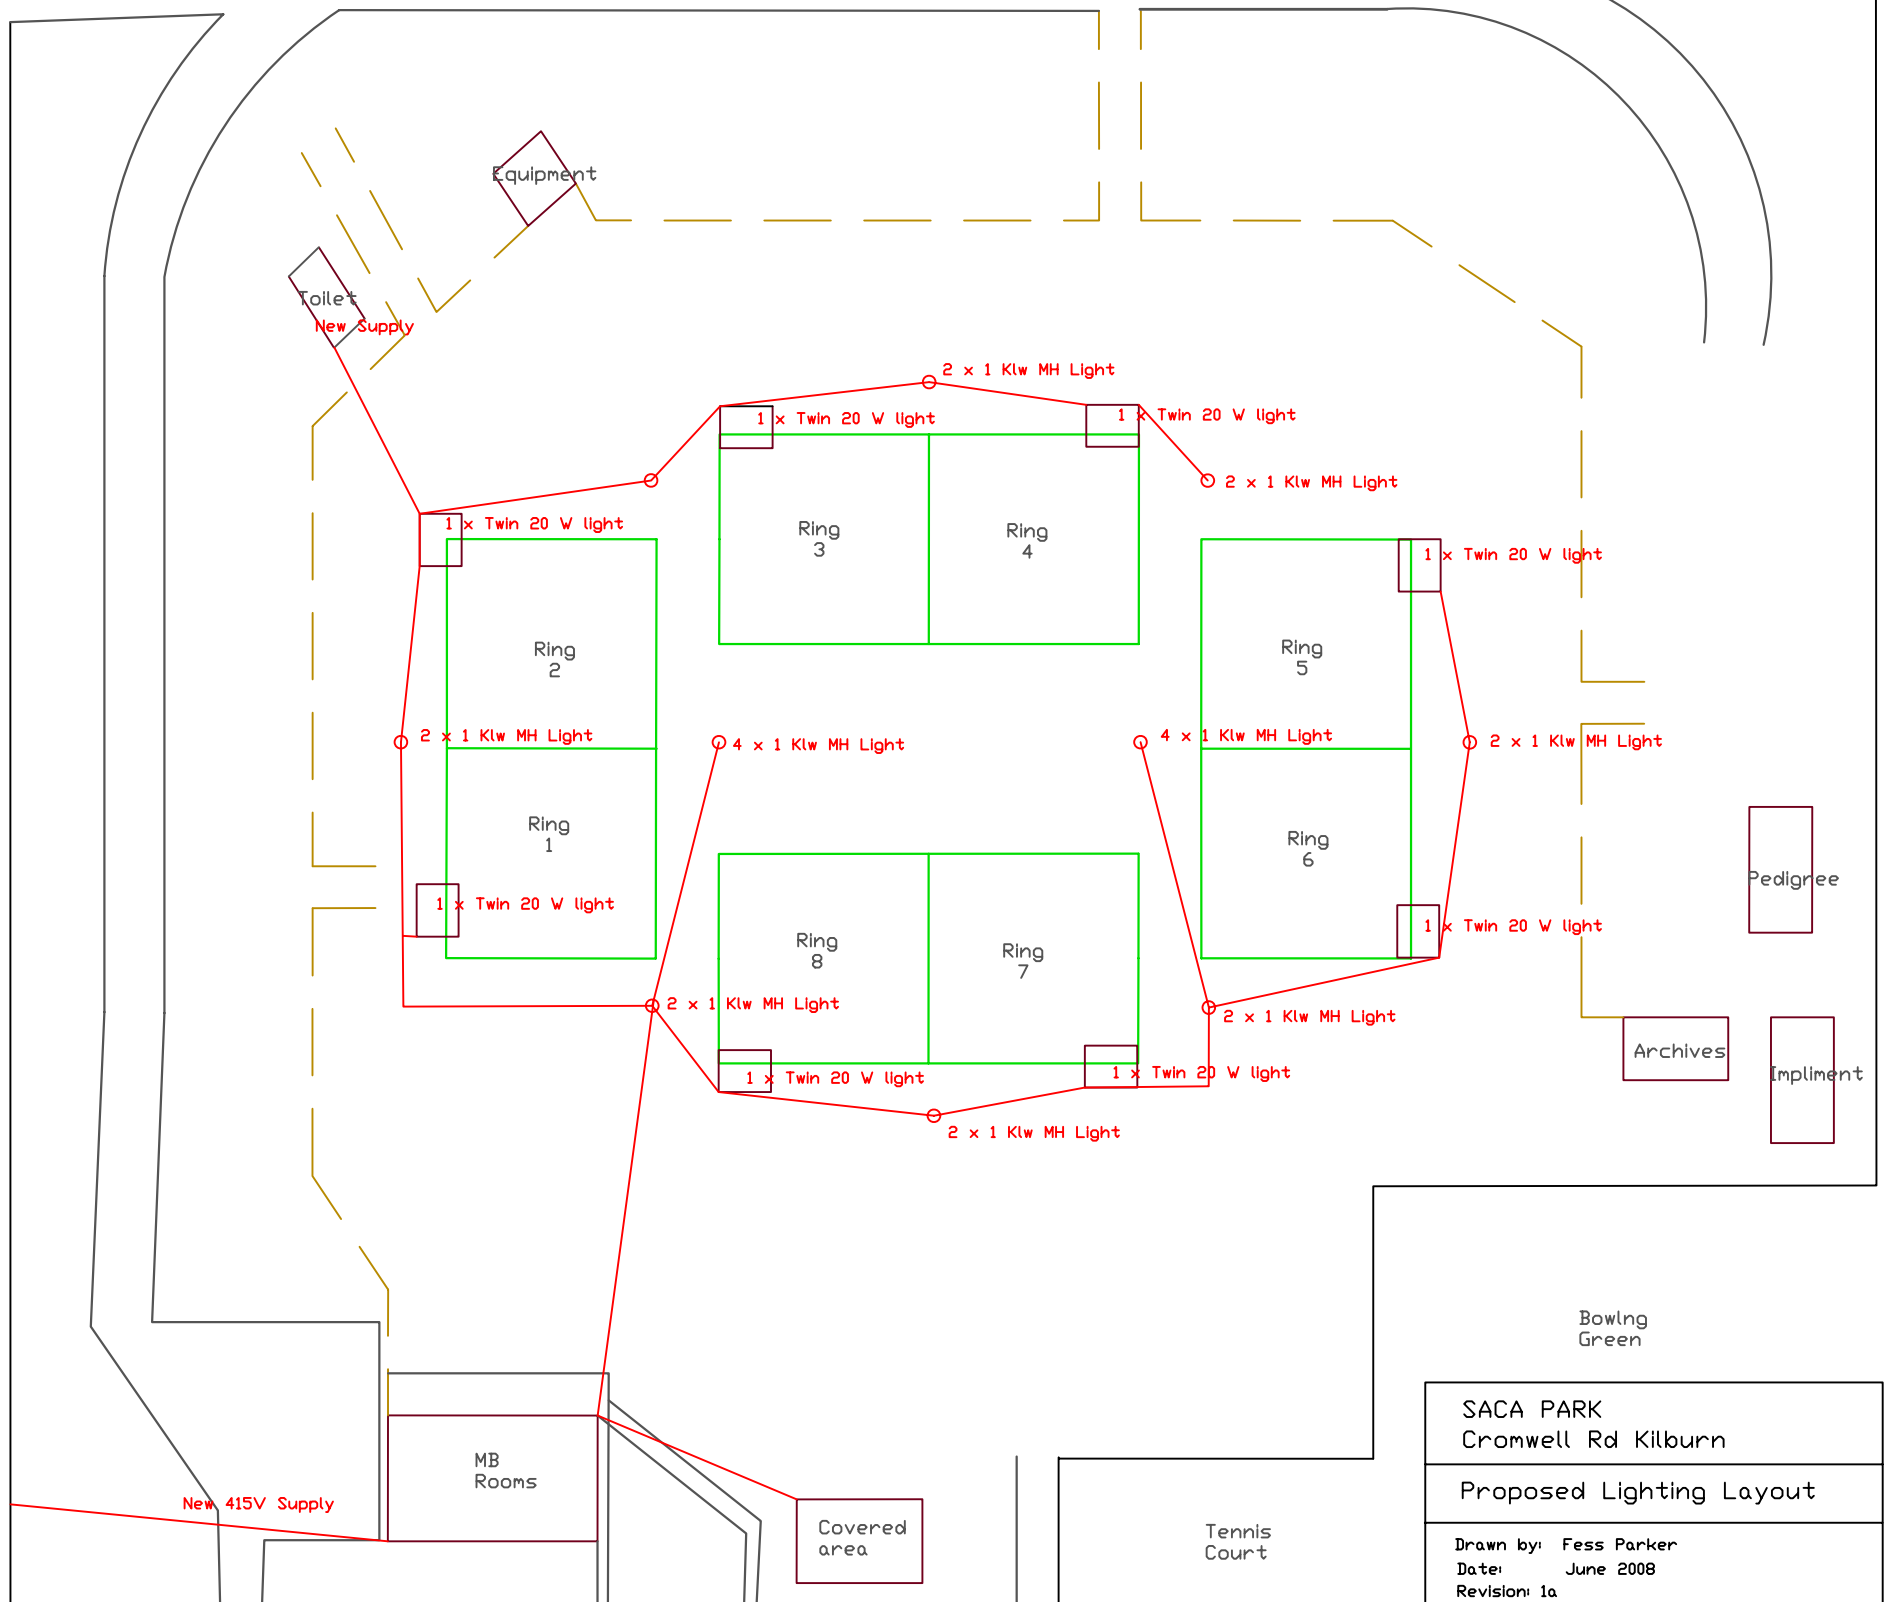 Equipment
Toilet
New Supply
2 x 1 Klw MH Light
1 x Twin 20 W light
1 x Twin 20 W light
2 x 1 Klw MH Light
1 x Twin 20 W light
Ring
3
Ring
4
1 x Twin 20 W light
Ring
2
Ring
5
2 x 1 Klw MH Light
4 x 1 Klw MH Light
4 x 1 Klw MH Light
2 x 1 Klw MH Light
Ring
1
Ring
6
Pedigree
1 x Twin 20 W light
Ring
8
Ring
7
1 x Twin 20 W light
2 x 1 Klw MH Light
2 x 1 Klw MH Light
Archives
Impliment
1 x Twin 20 W light
1 x Twin 20 W light
2 x 1 Klw MH Light
Bowlng
Green
SACA PARK
Cromwell Rd Kilburn
MB
Rooms
Proposed Lighting Layout
New 415V Supply
Covered
area
Tennis
Court
Drawn by: Fess Parker
Date: June 2008
Revision: 1a